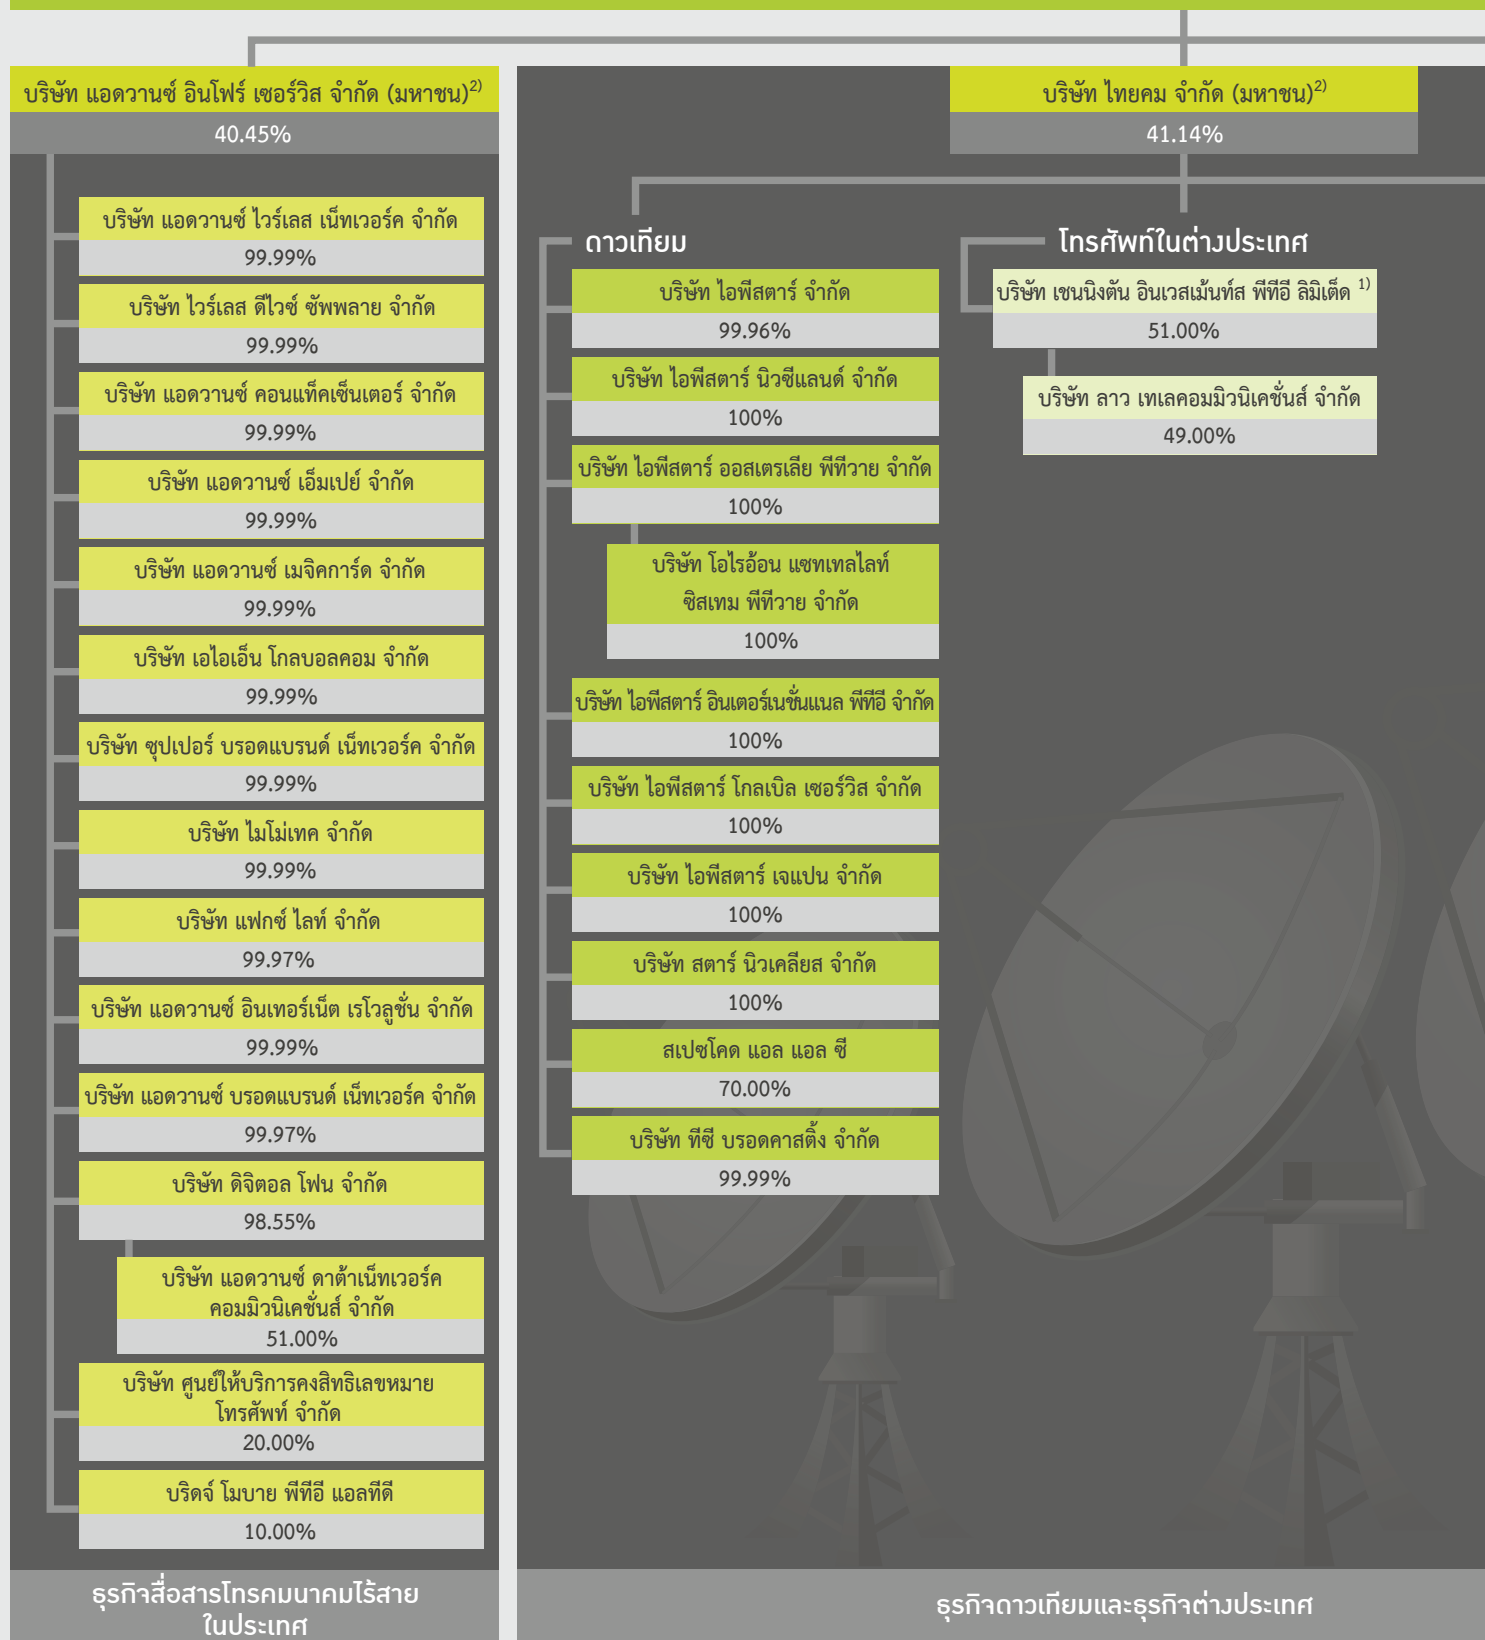 บริษัท แอดวานซ์ อินโฟร์ เซอร์วิส จำกัด (มหาชน)2)
40.45%
บริษัท แอดวานซ์ ไวร์เลส เน็ทเวอร์ค จำกัด
99.99%
บริษัท ไวร์เลส ดีไวซ์ ซัพพลาย จำกัด
99.99%
บริษัท แอดวานซ์ คอนแท็คเซ็นเตอร์ จำกัด
99.99%
บริษัท แอดวานซ์ เอ็มเปย์ จำกัด
99.99%
บริษัท แอดวานซ์ เมจิคการ์ด จำกัด
99.99%
บริษัท เอไอเอ็น โกลบอลคอม จำกัด
99.99%
บริษัท ซุปเปอร์ บรอดแบรนด์ เน็ทเวอร์ค จำกัด
99.99%
บริษัท ไมโม่เทค จำกัด
99.99%
บริษัท แฟกซ์ ไลท์ จำกัด
99.97%
บริษัท แอดวานซ์ อินเทอร์เน็ต เรโวลูชั่น จำกัด
99.99%
บริษัท แอดวานซ์ บรอดแบรนด์ เน็ทเวอร์ค จำกัด
99.97%
บริษัท ดิจิตอล โฟน จำกัด
98.55%
บริษัท แอดวานซ์ ดาต้าเน็ทเวอร์ค
คอมมิวนิเคชั่นส์ จำกัด
51.00%
บริษัท ศูนย์ให้บริการคงสิทธิเลขหมาย
โทรศัพท์ จำกัด
20.00%
บริดจ์ โมบาย พีทีอี แอลทีดี
10.00%
ธุรกิจสื่อสารโทรคมนาคมไร้สาย
ในประเทศ
บริษัท ไทยคม จำกัด (มหาชน)2)
41.14%
ดาวเทียม
บริษัท ไอพีสตาร์ จำกัด
99.96%
บริษัท ไอพีสตาร์ นิวซีแลนด์ จำกัด
100%
บริษัท ไอพีสตาร์ ออสเตรเลีย พีทีวาย จำกัด
100%
บริษัท โอไรอ้อน แซทเทลไลท์
ซิสเทม พีทีวาย จำกัด
100%
บริษัท ไอพีสตาร์ อินเตอร์เนชั่นแนล พีทีอี จำกัด
100%
บริษัท ไอพีสตาร์ โกลเบิล เซอร์วิส จำกัด
100%
บริษัท ไอพีสตาร์ เจแปน จำกัด
100%
บริษัท สตาร์ นิวเคลียส จำกัด
100%
สเปซโคด แอล แอล ซี
70.00%
บริษัท ทีซี บรอดคาสติ้ง จำกัด
99.99%
โทรศัพท์ในต่างประเทศ
บริษัท เชนนิงตัน อินเวสเม้นท์ส พีทีอี ลิมิเต็ด 1)
51.00%
บริษัท ลาว เทเลคอมมิวนิเคชั่นส์ จำกัด
49.00%
ธุรกิจดาวเทียมและธุรกิจต่างประเทศ